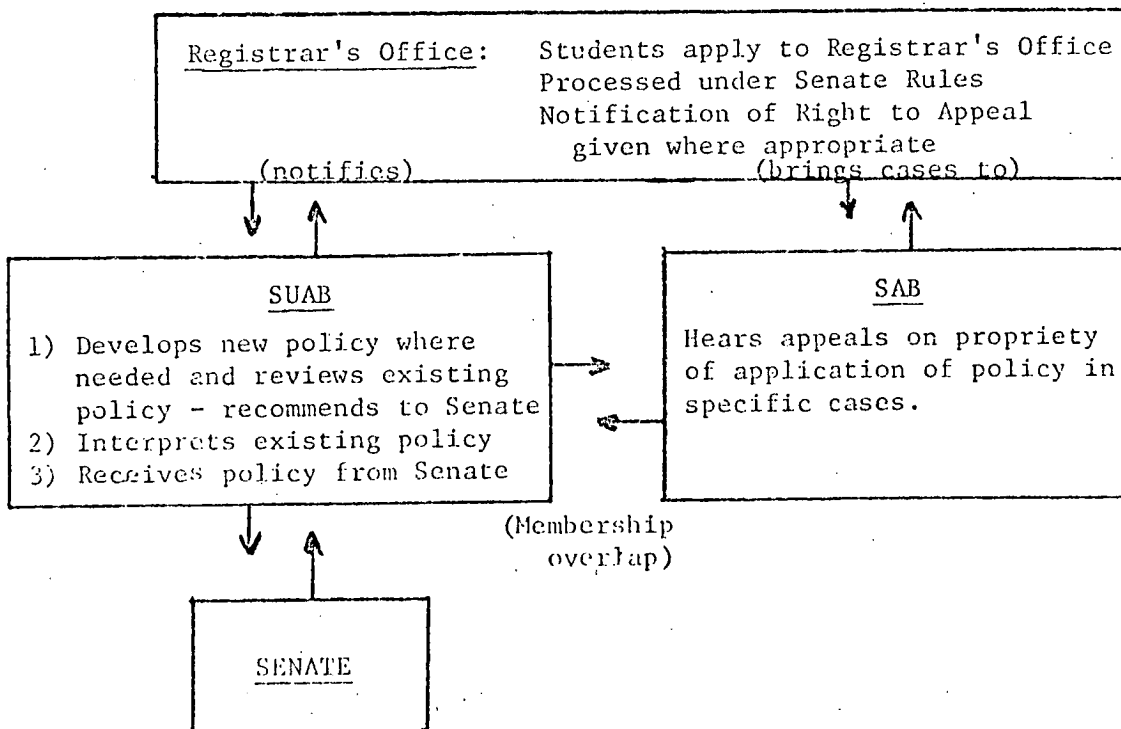 Registrar's Office: Students apply to Registrar's Office
Processed under Senate Rules
Notification of Right to Appeal
given where appropriate
(notifies) (brings cases to)
SUAB
1) Develops new policy where
needed and reviews existing
policy - recommends to Senate
2) Interprets existing policy
3) Receives policy from Senate
SAB
Hears appeals on propriety
of application of policy in
specific cases.
(Membership
overlap)
SENATE